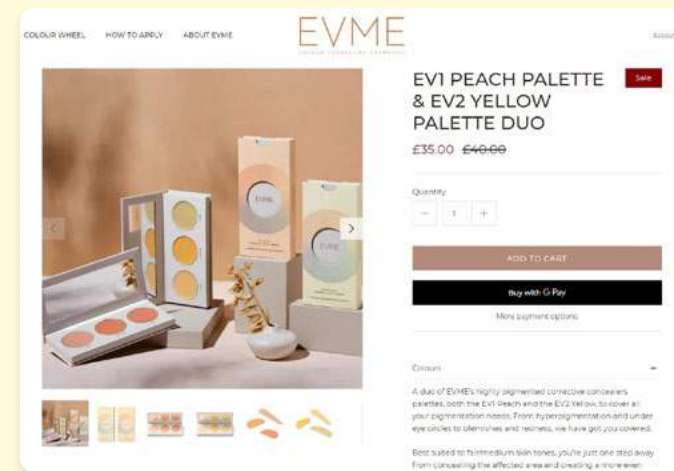 COLOUR WHEEL HOW TO APPLY ABOUT EVME
EVME
EV1 PEACH PALETTE
& EV2 YELLOW
PALETTE DUO
Sale
£35.00 £40.00
Quantity
− 1 +
ADD TO CART
Buy with G Pay
More payment options
Colours
A duo of EVME's highly pigmented corrective concealers
palettes, both the EV1 Peach and the EV2 Yellow, to cover all
your pigmentation needs. From hyperpigmentation and under
eye circles to blemishes and redness, we have got you covered.
Best suited to fair/medium skin tones, you're just one step away
from concealing the affected area and creating a more even
EVME
EVME